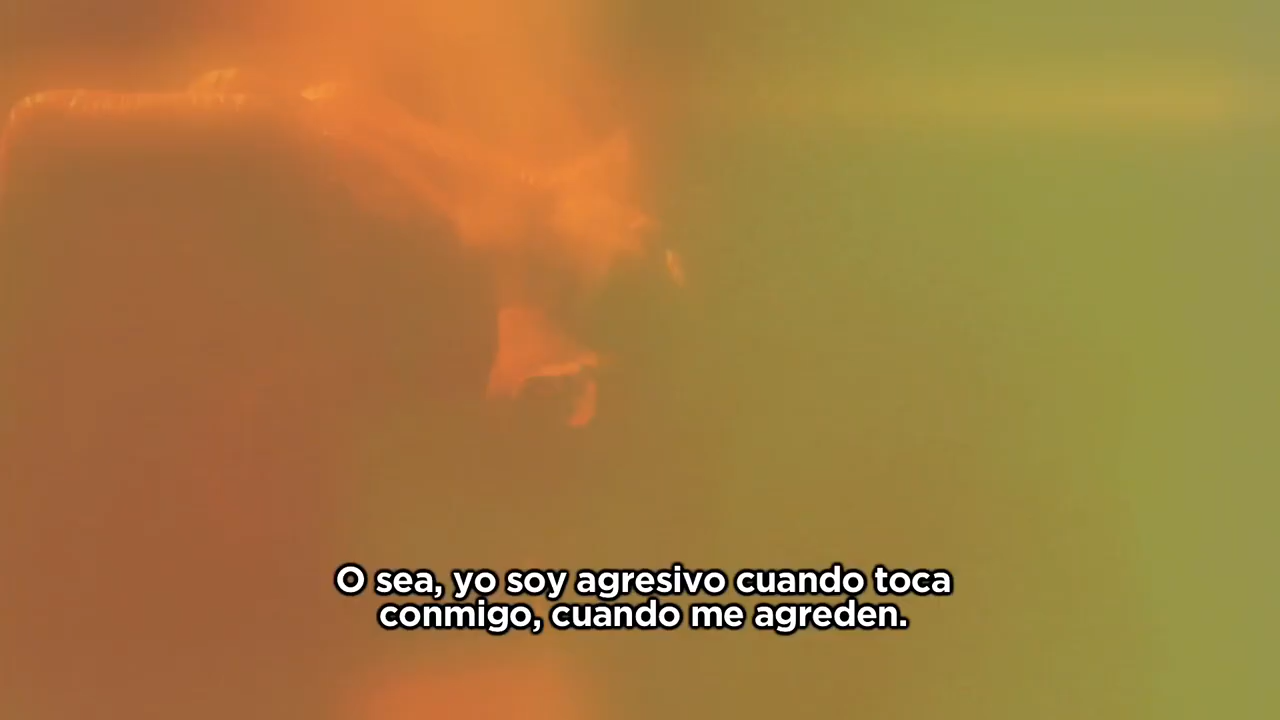 O sea, yo soy agresivo cuando toca
conmigo, cuando me agreden.